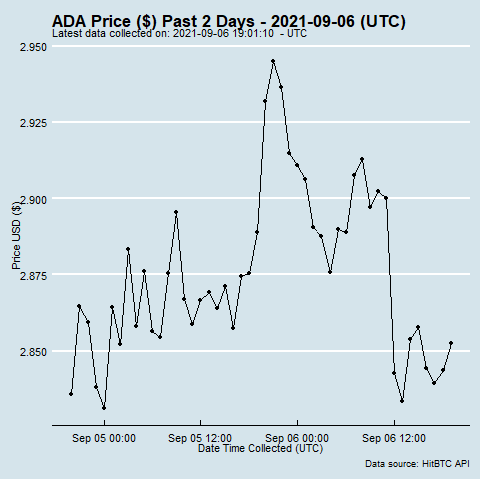 ADA Price ($) Past 2 Days - 2021-09-06 (UTC)
Latest data collected on: 2021-09-06 19:01:10  - UTC
2.950
2.925
2.900
2.875
2.850
Price USD ($)
Sep 05 00:00
Sep 05 12:00
Sep 06 00:00
Sep 06 12:00
Date Time Collected (UTC)
Data source: HitBTC API